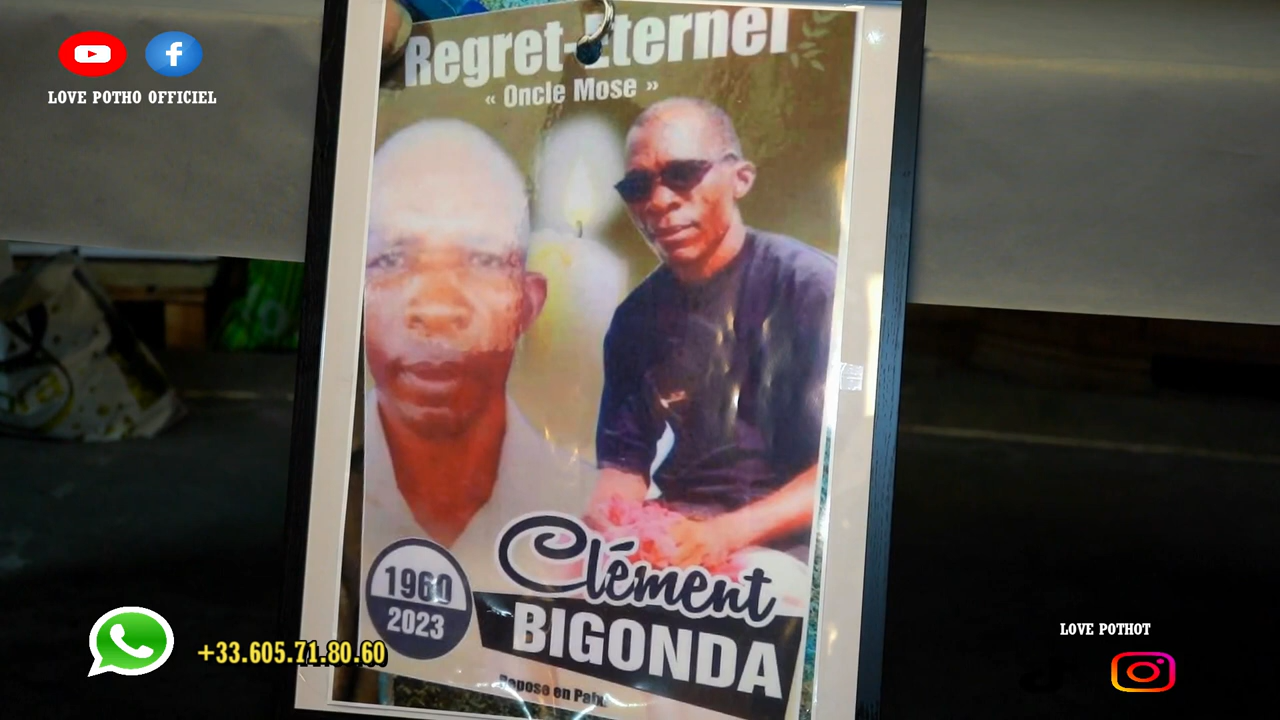 LOVE POTHO OFFICIEL
Regret-Eternel
« Oncle Mose »
Clément
BIGONDA
1960
2023
Repose en Paix
+33.605.71.80.60
LOVE POTHOT